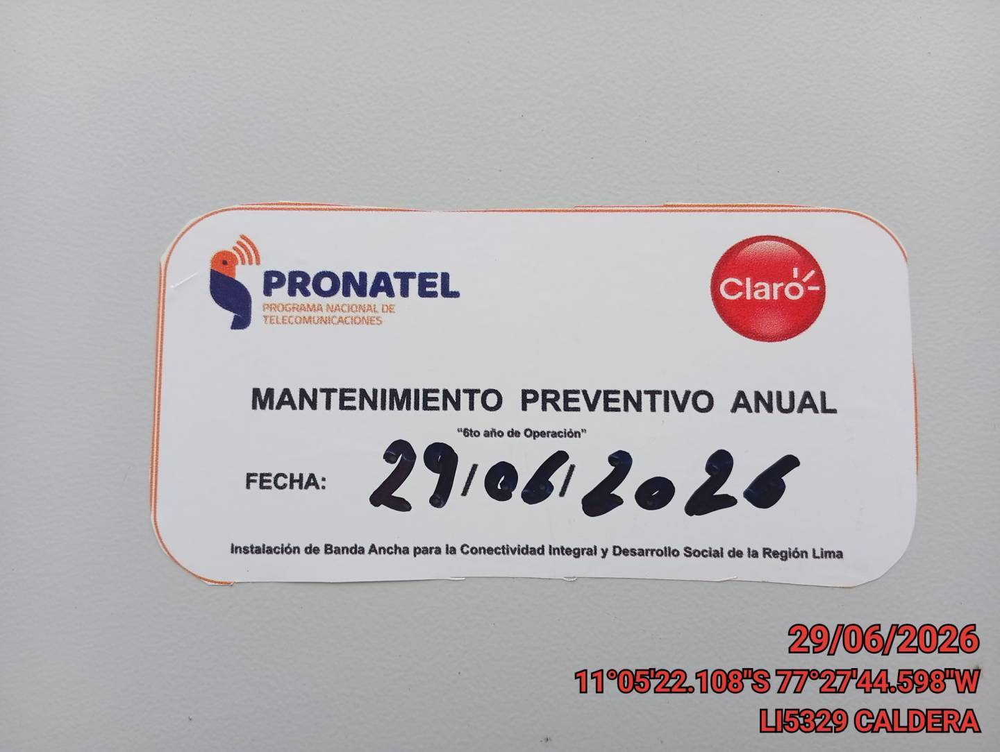 PRONATEL
PROGRAMA NACIONAL DE
TELECOMUNICACIONES
Claro
MANTENIMIENTO PREVENTIVO ANUAL
"6to año de Operación"
FECHA: 29/06/2026
Instalación de Banda Ancha para la Conectividad Integral y Desarrollo Social de la Región Lima
29/06/2026
11°05'22.108"S 77°27'44.598"W
LI5329 CALDERA